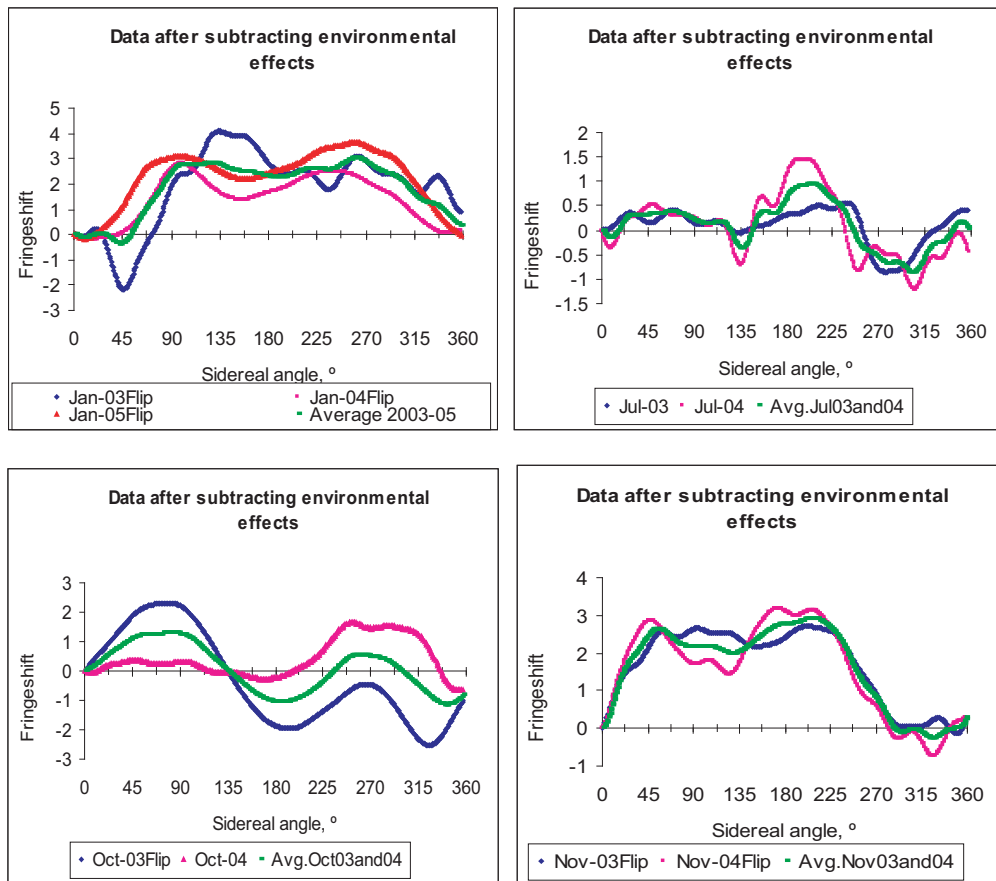 Data after subtracting environmental
effects
Fringeshift
5
4
3
2
1
0
-1
-2
-3
0 45 90 135 180 225 270 315 360
Sidereal angle, º
Jan-03Flip Jan-04Flip
Jan-05Flip Average 2003-05
Data after subtracting environmental
effects
Fringeshift
2
1.5
1
0.5
0
-0.5
-1
-1.5
0 45 90 135 180 225 270 315 360
Sidereal angle, º
Jul-03 Jul-04 Avg.Jul03and04
Data after subtracting environmental
effects
Fringeshift
3
2
1
0
-1
-2
-3
0 45 90 135 180 225 270 315 360
Sidereal angle, º
Oct-03Flip Oct-04 Avg.Oct03and04
Data after subtracting environmental
effects
Fringeshift
4
3
2
1
0
-1
0 45 90 135 180 225 270 315 360
Sidereal angle, º
Nov-03Flip Nov-04Flip Avg.Nov03and04